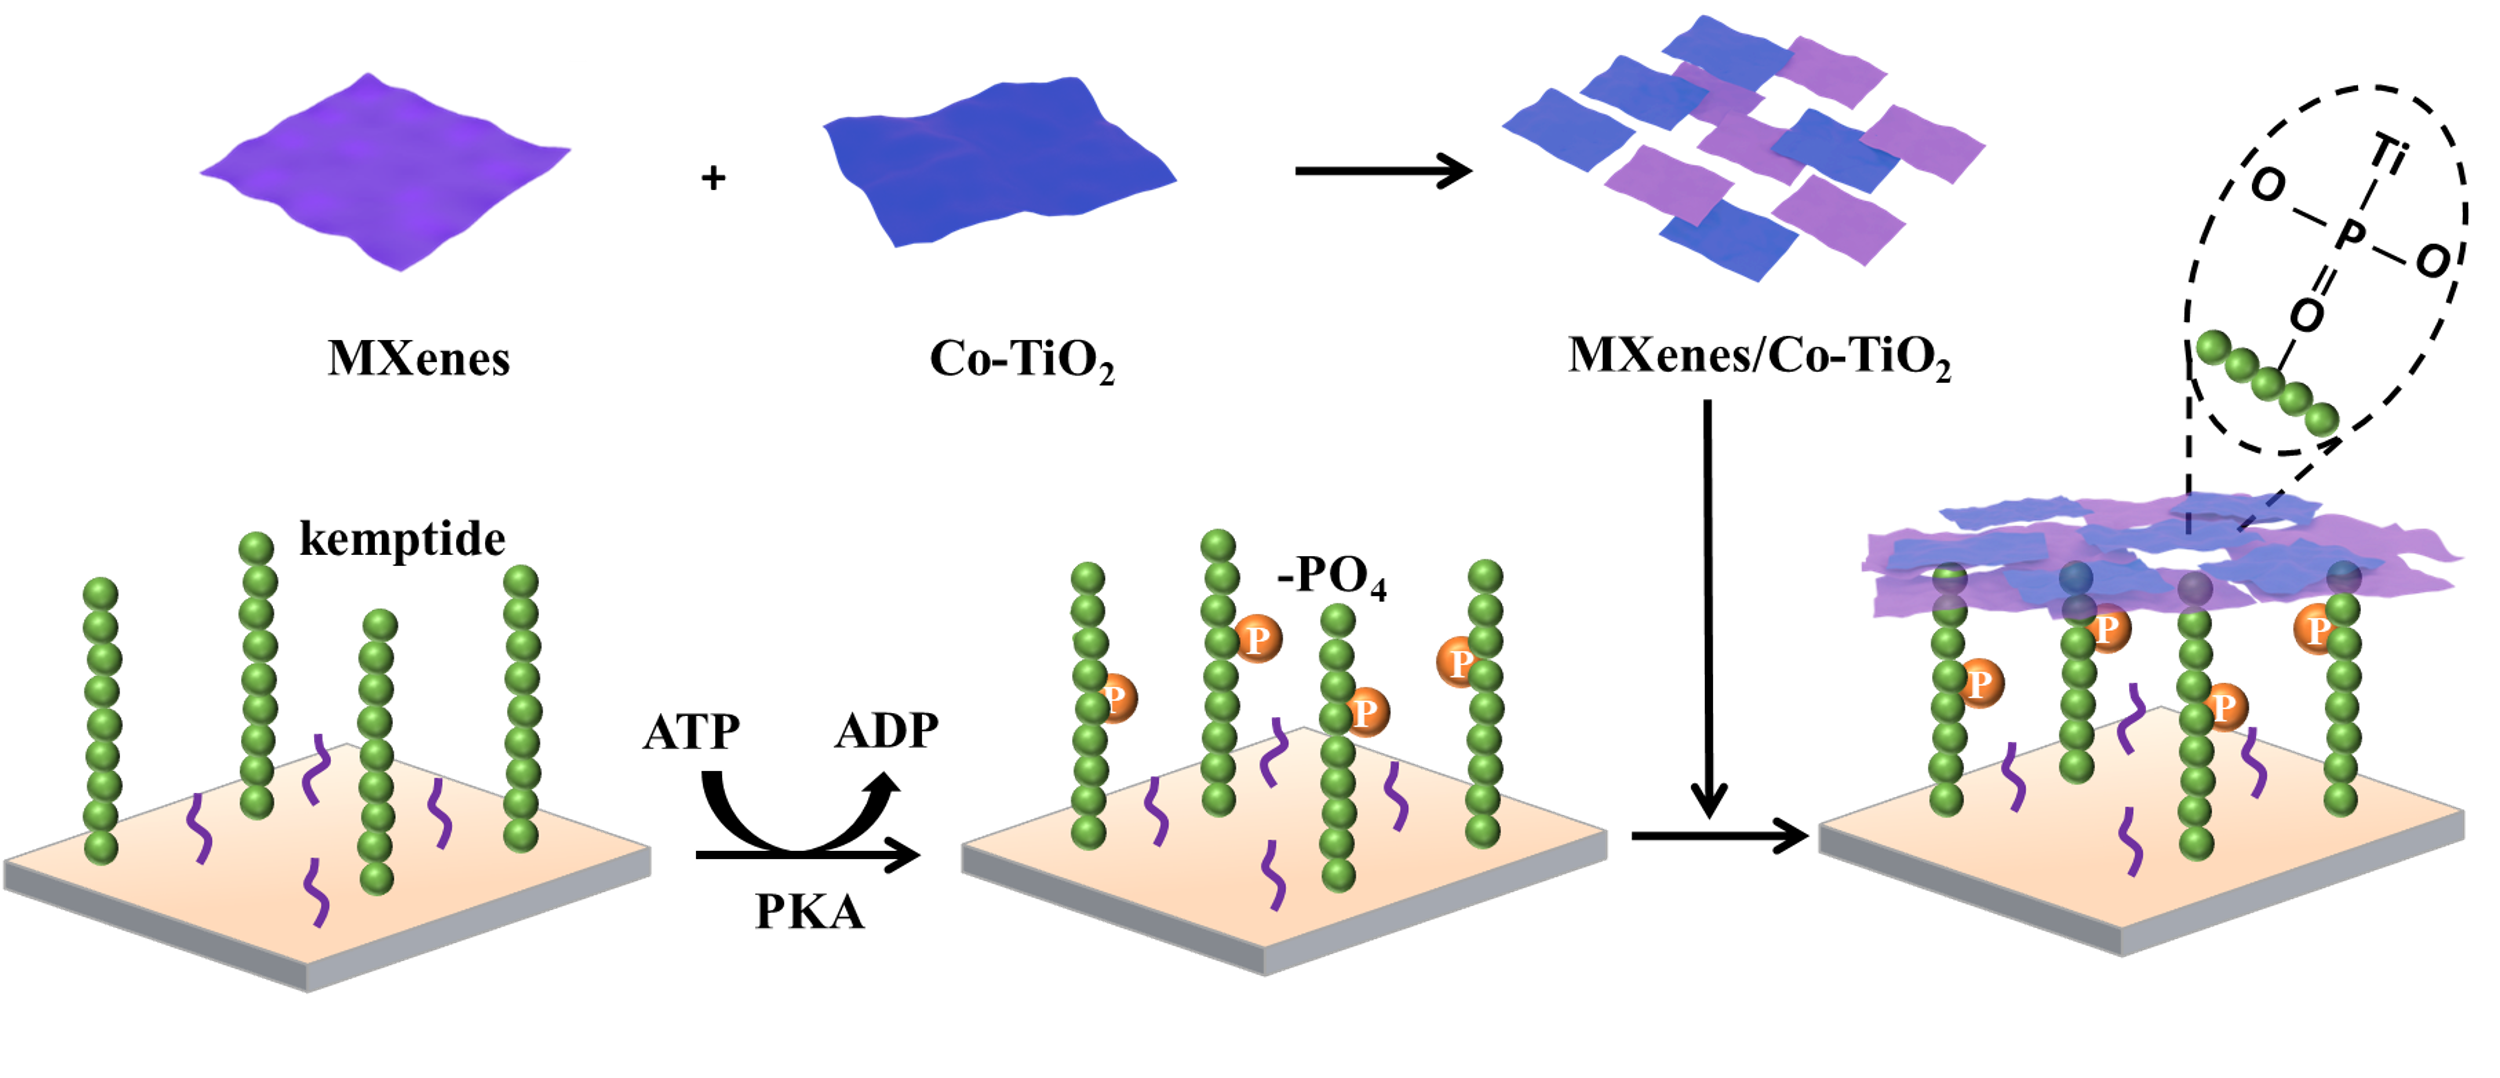 +
MXenes
Co-TiO₂
MXenes/Co-TiO₂
Ti
O
P
O
O
kemptide
ATP
ADP
PKA
-PO₄
P
P
P
P
P
P
P
P